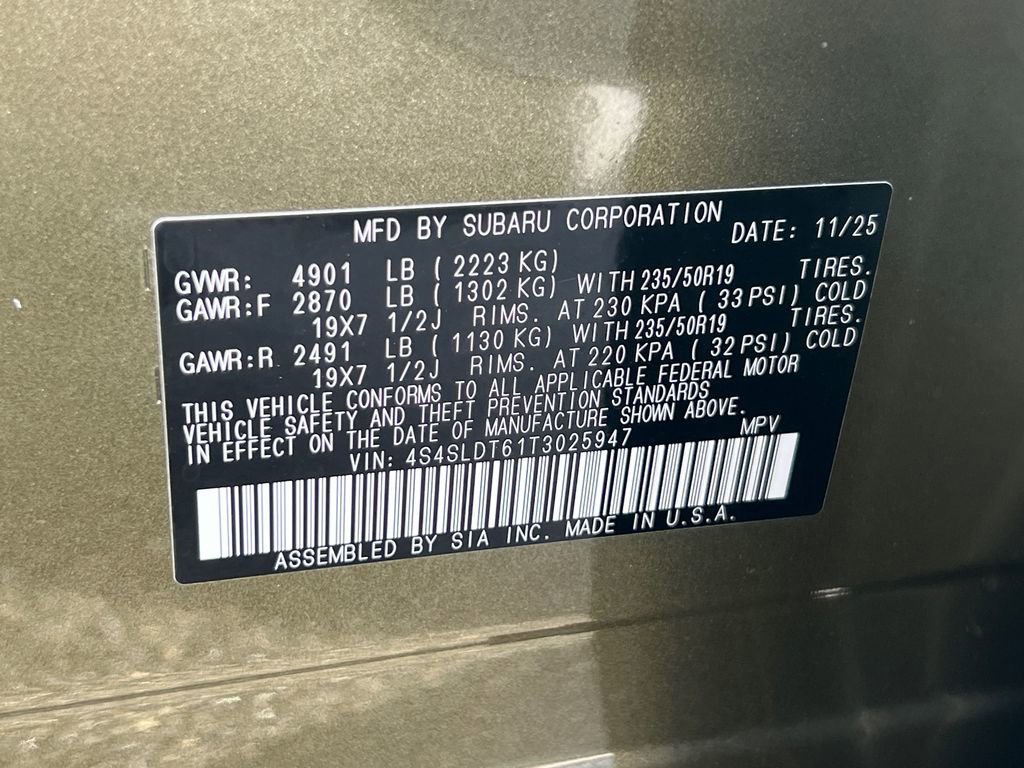 MFD BY SUBARU CORPORATION DATE: 11/25
GVWR: 4901 LB ( 2223 KG)
GAWR:F 2870 LB ( 1302 KG) WITH 235/50R19 TIRES.
19X7 1/2J RIMS. AT 230 KPA ( 33 PSI) COLD
GAWR:R 2491 LB ( 1130 KG) WITH 235/50R19 TIRES.
19X7 1/2J RIMS. AT 220 KPA ( 32 PSI) COLD
THIS VEHICLE CONFORMS TO ALL APPLICABLE FEDERAL MOTOR
VEHICLE SAFETY AND THEFT PREVENTION STANDARDS
IN EFFECT ON THE DATE OF MANUFACTURE SHOWN ABOVE.
VIN: 4S4SLDT61T3025947 MPV
ASSEMBLED BY SIA INC. MADE IN U.S.A.